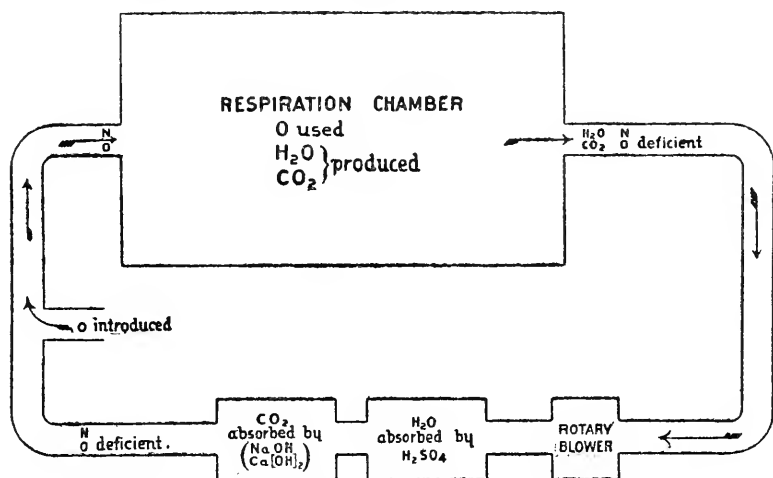 RESPIRATION CHAMBER
O used
H₂O
CO₂ } produced
N
O
H₂O N
CO₂ O deficient
O introduced
N
O deficient.
CO₂
absorbed by
(NaOH
Ca[OH]₂)
H₂O
absorbed by
H₂SO₄
ROTARY
BLOWER